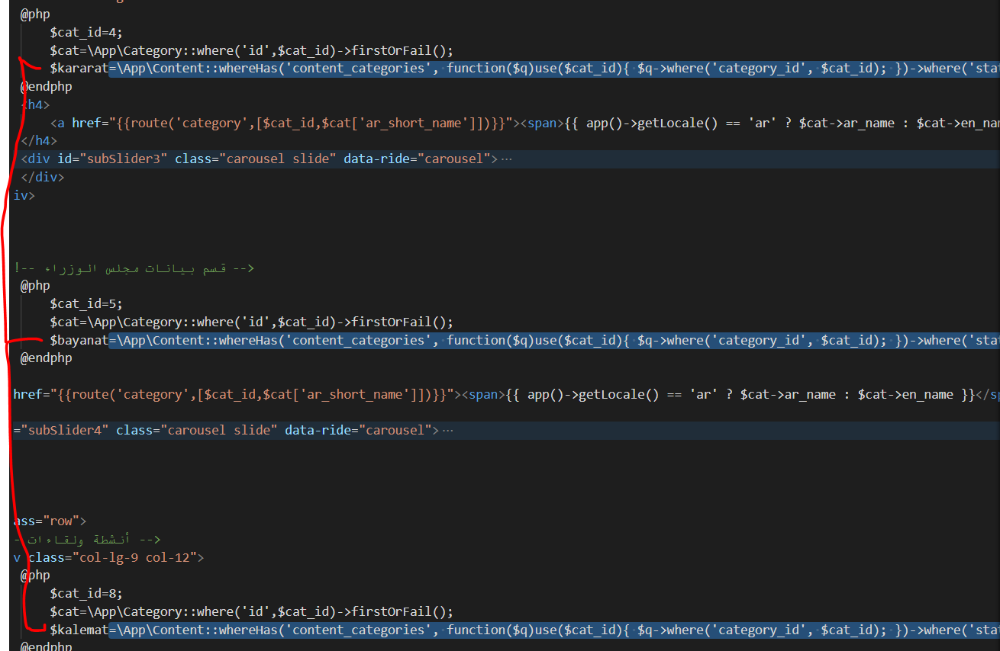 @php
$cat_id=4;
$cat=\App\Category::where('id',$cat_id)->firstOrFail();
$kararat=\App\Content::whereHas('content_categories', function($q)use($cat_id){ $q->where('category_id', $cat_id); })->where('stat
@endphp
<h4>
<a href="{{route('category',[$cat_id,$cat['ar_short_name']])}}"><span>{{ app()->getLocale() == 'ar' ? $cat->ar_name : $cat->en_na
</h4>
<div id="subSlider3" class="carousel slide" data-ride="carousel">…
</div>
iv>
!-- قسم بيانات مجلس الوزراء -->
@php
$cat_id=5;
$cat=\App\Category::where('id',$cat_id)->firstOrFail();
$bayanat=\App\Content::whereHas('content_categories', function($q)use($cat_id){ $q->where('category_id', $cat_id); })->where('stat
@endphp
href="{{route('category',[$cat_id,$cat['ar_short_name']])}}"><span>{{ app()->getLocale() == 'ar' ? $cat->ar_name : $cat->en_name }}</sp
="subSlider4" class="carousel slide" data-ride="carousel">…
ass="row">
- أنشطة ولقاءات -->
v class="col-lg-9 col-12">
@php
$cat_id=8;
$cat=\App\Category::where('id',$cat_id)->firstOrFail();
$kalemat=\App\Content::whereHas('content_categories', function($q)use($cat_id){ $q->where('category_id', $cat_id); })->where('stat
@endphp